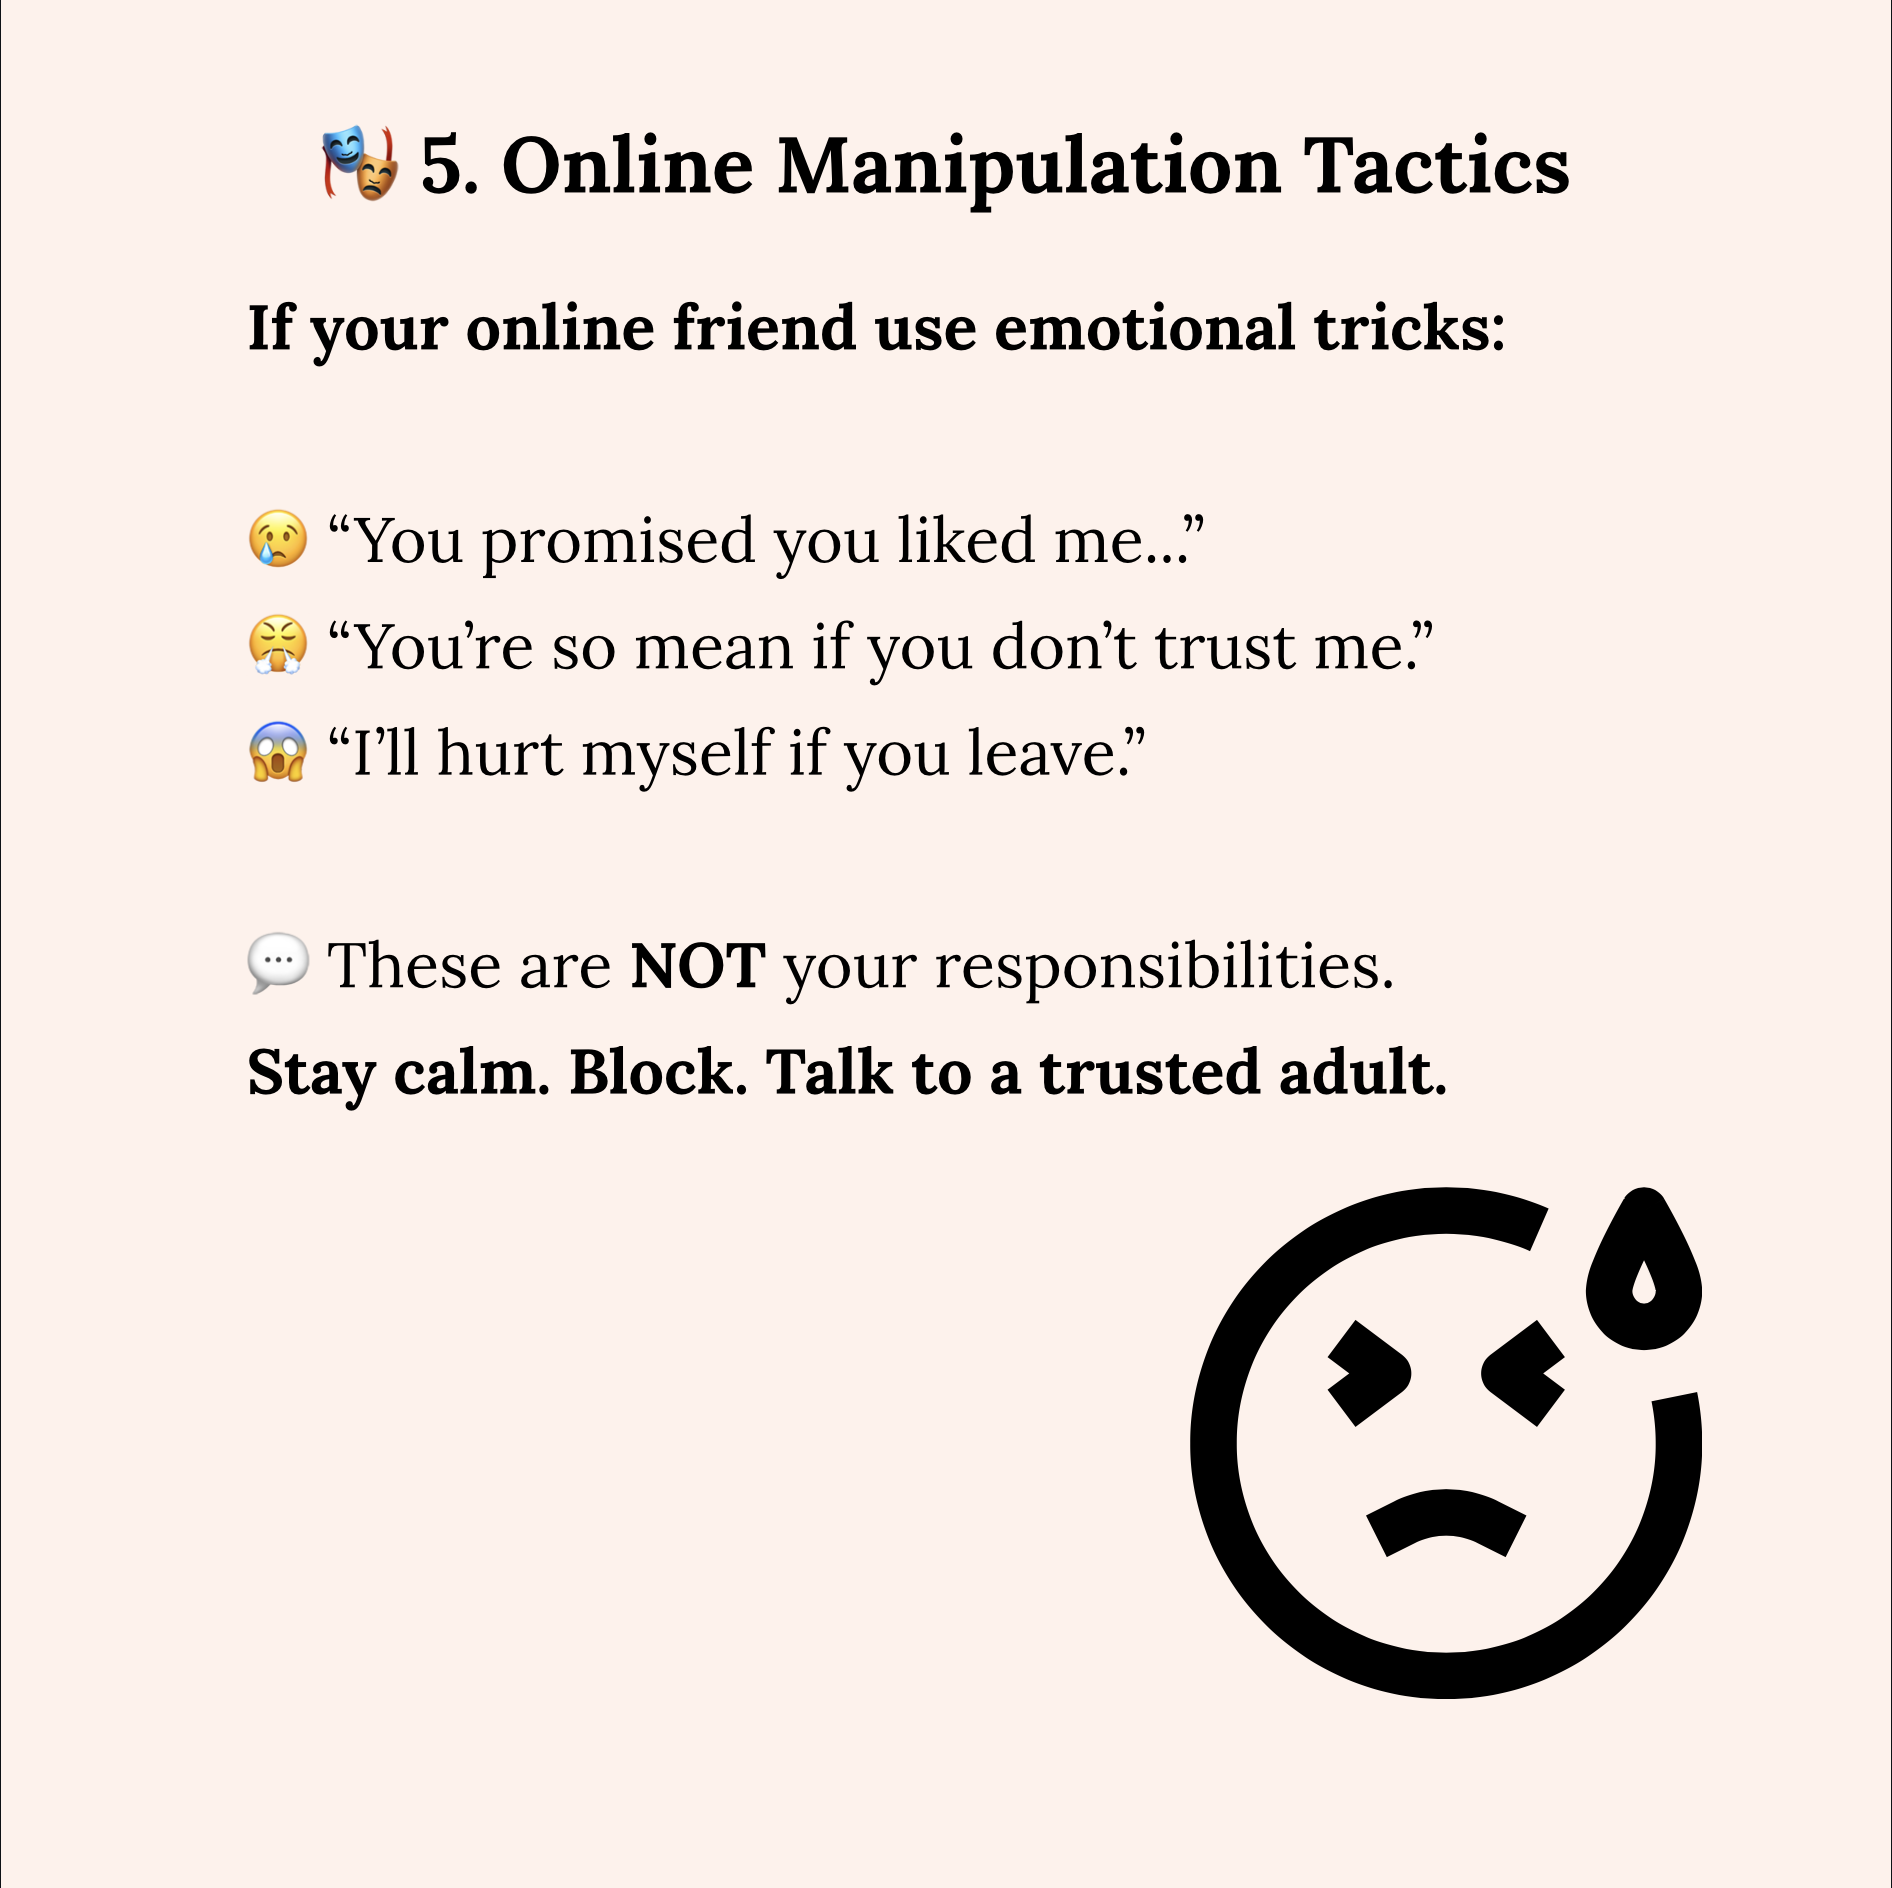 🎭 5. Online Manipulation Tactics
If your online friend use emotional tricks:
😢 “You promised you liked me...”
😤 “You’re so mean if you don’t trust me.”
😱 “I’ll hurt myself if you leave.”
💬 These are NOT your responsibilities.
Stay calm. Block. Talk to a trusted adult.